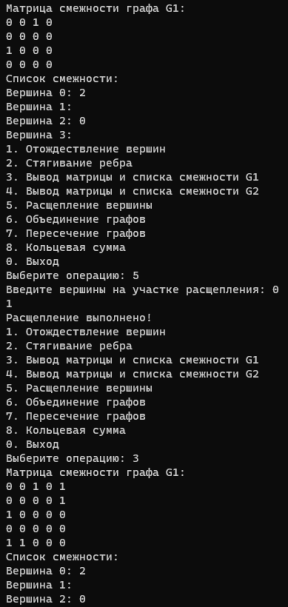 Матрица смежности графа G1:
0 0 1 0
0 0 0 0
1 0 0 0
0 0 0 0
Список смежности:
Вершина 0: 2
Вершина 1:
Вершина 2: 0
Вершина 3:
1. Отождествление вершин
2. Стягивание ребра
3. Вывод матрицы и списка смежности G1
4. Вывод матрицы и списка смежности G2
5. Расщепление вершины
6. Объединение графов
7. Пересечение графов
8. Кольцевая сумма
0. Выход
Выберите операцию: 5
Введите вершины на участке расщепления: 0
1
Расщепление выполнено!
1. Отождествление вершин
2. Стягивание ребра
3. Вывод матрицы и списка смежности G1
4. Вывод матрицы и списка смежности G2
5. Расщепление вершины
6. Объединение графов
7. Пересечение графов
8. Кольцевая сумма
0. Выход
Выберите операцию: 3
Матрица смежности графа G1:
0 0 1 0 1
0 0 0 0 1
1 0 0 0 0
0 0 0 0 0
1 1 0 0 0
Список смежности:
Вершина 0: 2
Вершина 1:
Вершина 2: 0